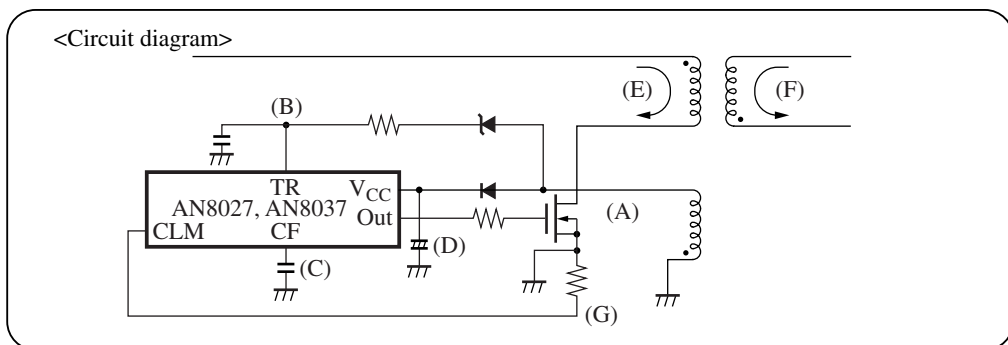 <Circuit diagram>
(E)
(F)
(B)
TR
V_CC
AN8027, AN8037
Out
(A)
CLM
CF
(D)
(C)
(G)